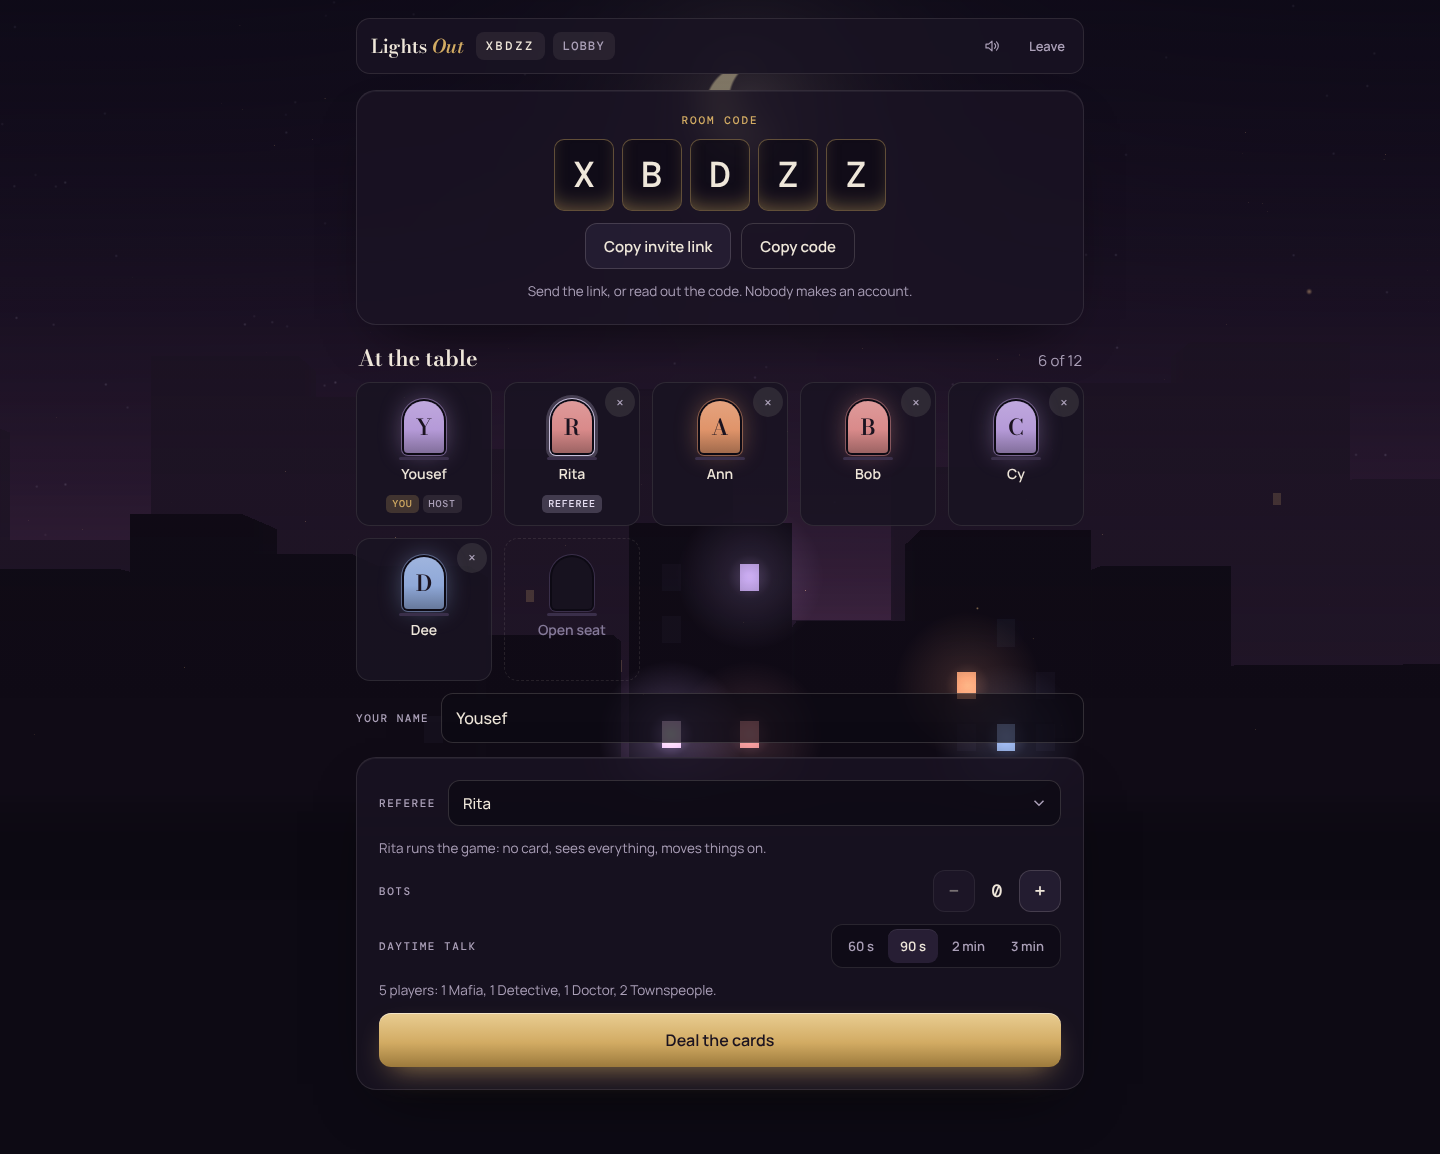 Lights Out XBDZZ LOBBY Leave
ROOM CODE
X B D Z Z
Copy invite link Copy code
Send the link, or read out the code. Nobody makes an account.
At the table 6 of 12
Y R × A × B × C ×
Yousef Rita Ann Bob Cy
YOU HOST REFEREE
D ×
Dee Open seat
YOUR NAME Yousef
REFEREE Rita
Rita runs the game: no card, sees everything, moves things on.
BOTS − 0 +
DAYTIME TALK 60 s 90 s 2 min 3 min
5 players: 1 Mafia, 1 Detective, 1 Doctor, 2 Townspeople.
Deal the cards